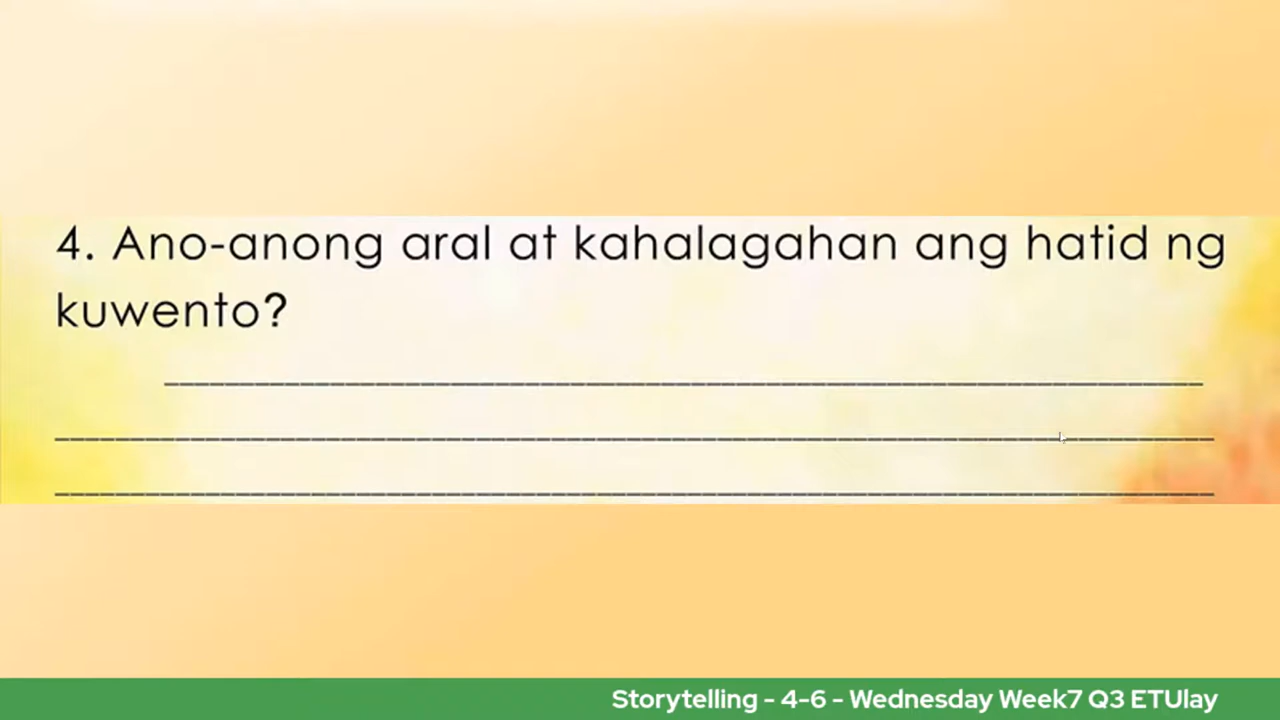 4. Ano-anong aral at kahalagahan ang hatid ng
kuwento?
Storytelling - 4-6 - Wednesday Week7 Q3 ETUlay